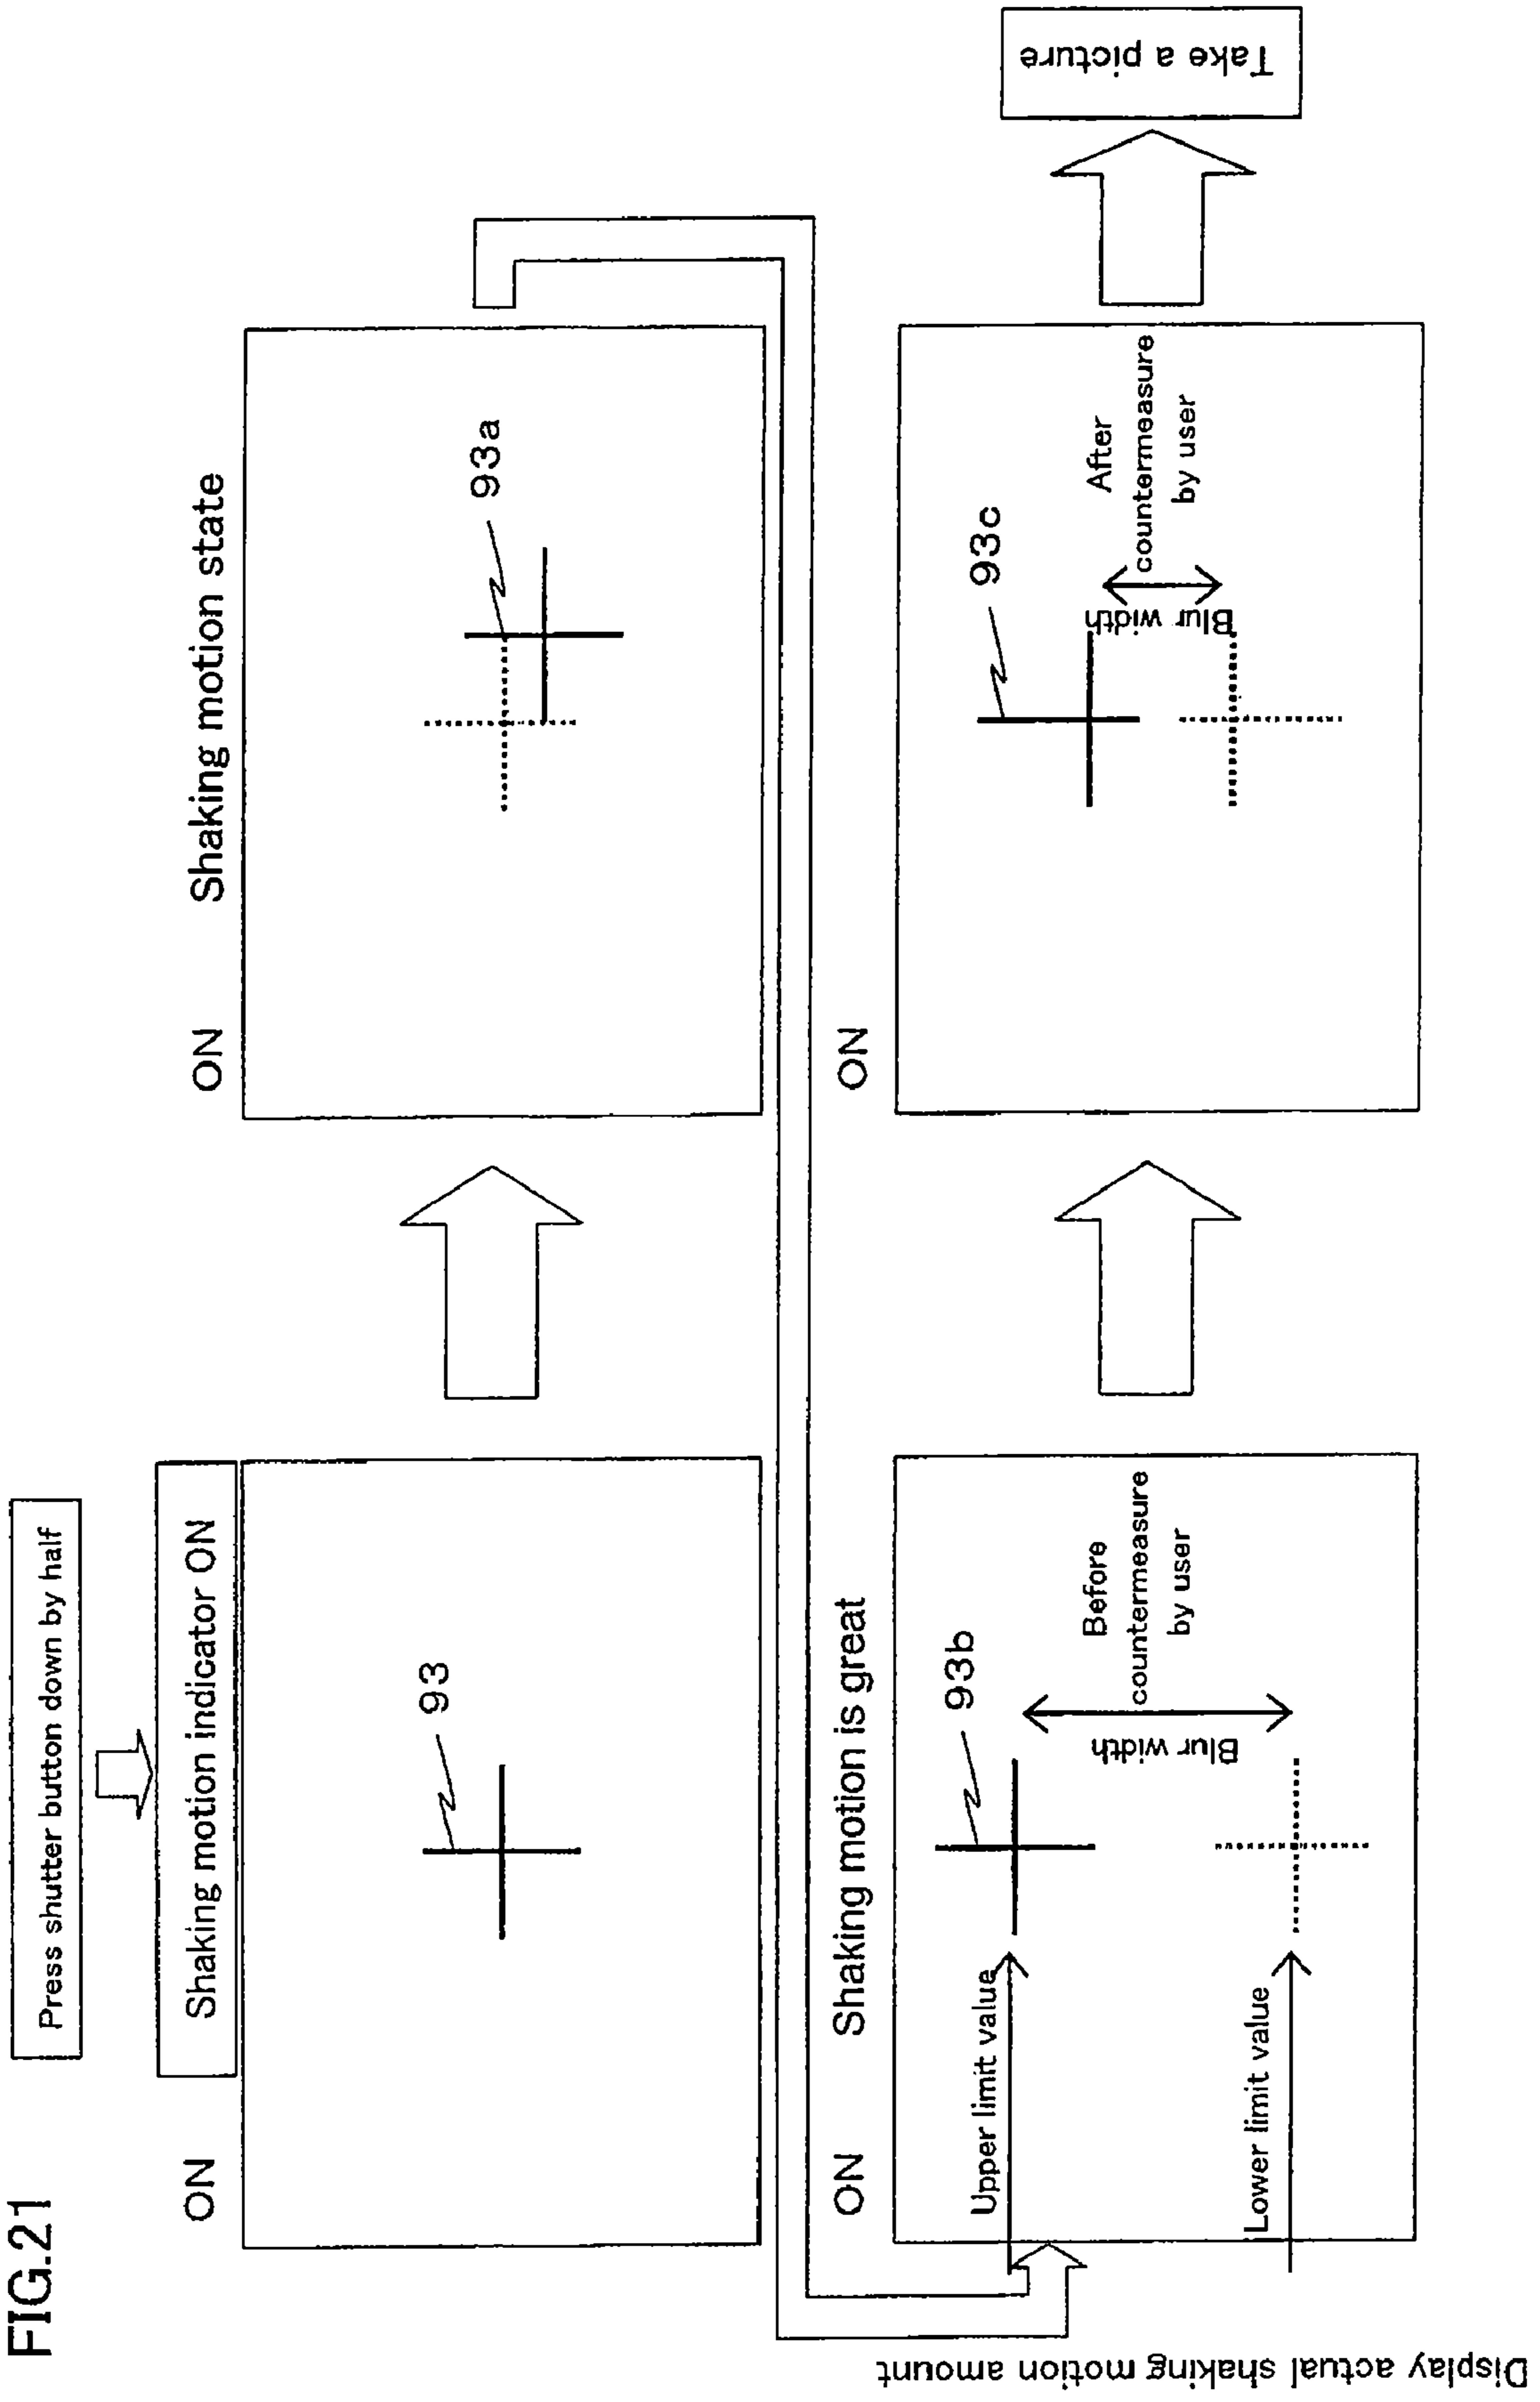 FIG.21
Press shutter button down by half
Shaking motion indicator ON
ON
93
ON
Shaking motion state
93a
Display actual shaking motion amount
ON
Shaking motion is great
Upper limit value
Lower limit value
93b
Blur width
Before
countermeasure
by user
ON
93c
Blur width
After
countermeasure
by user
Take a picture